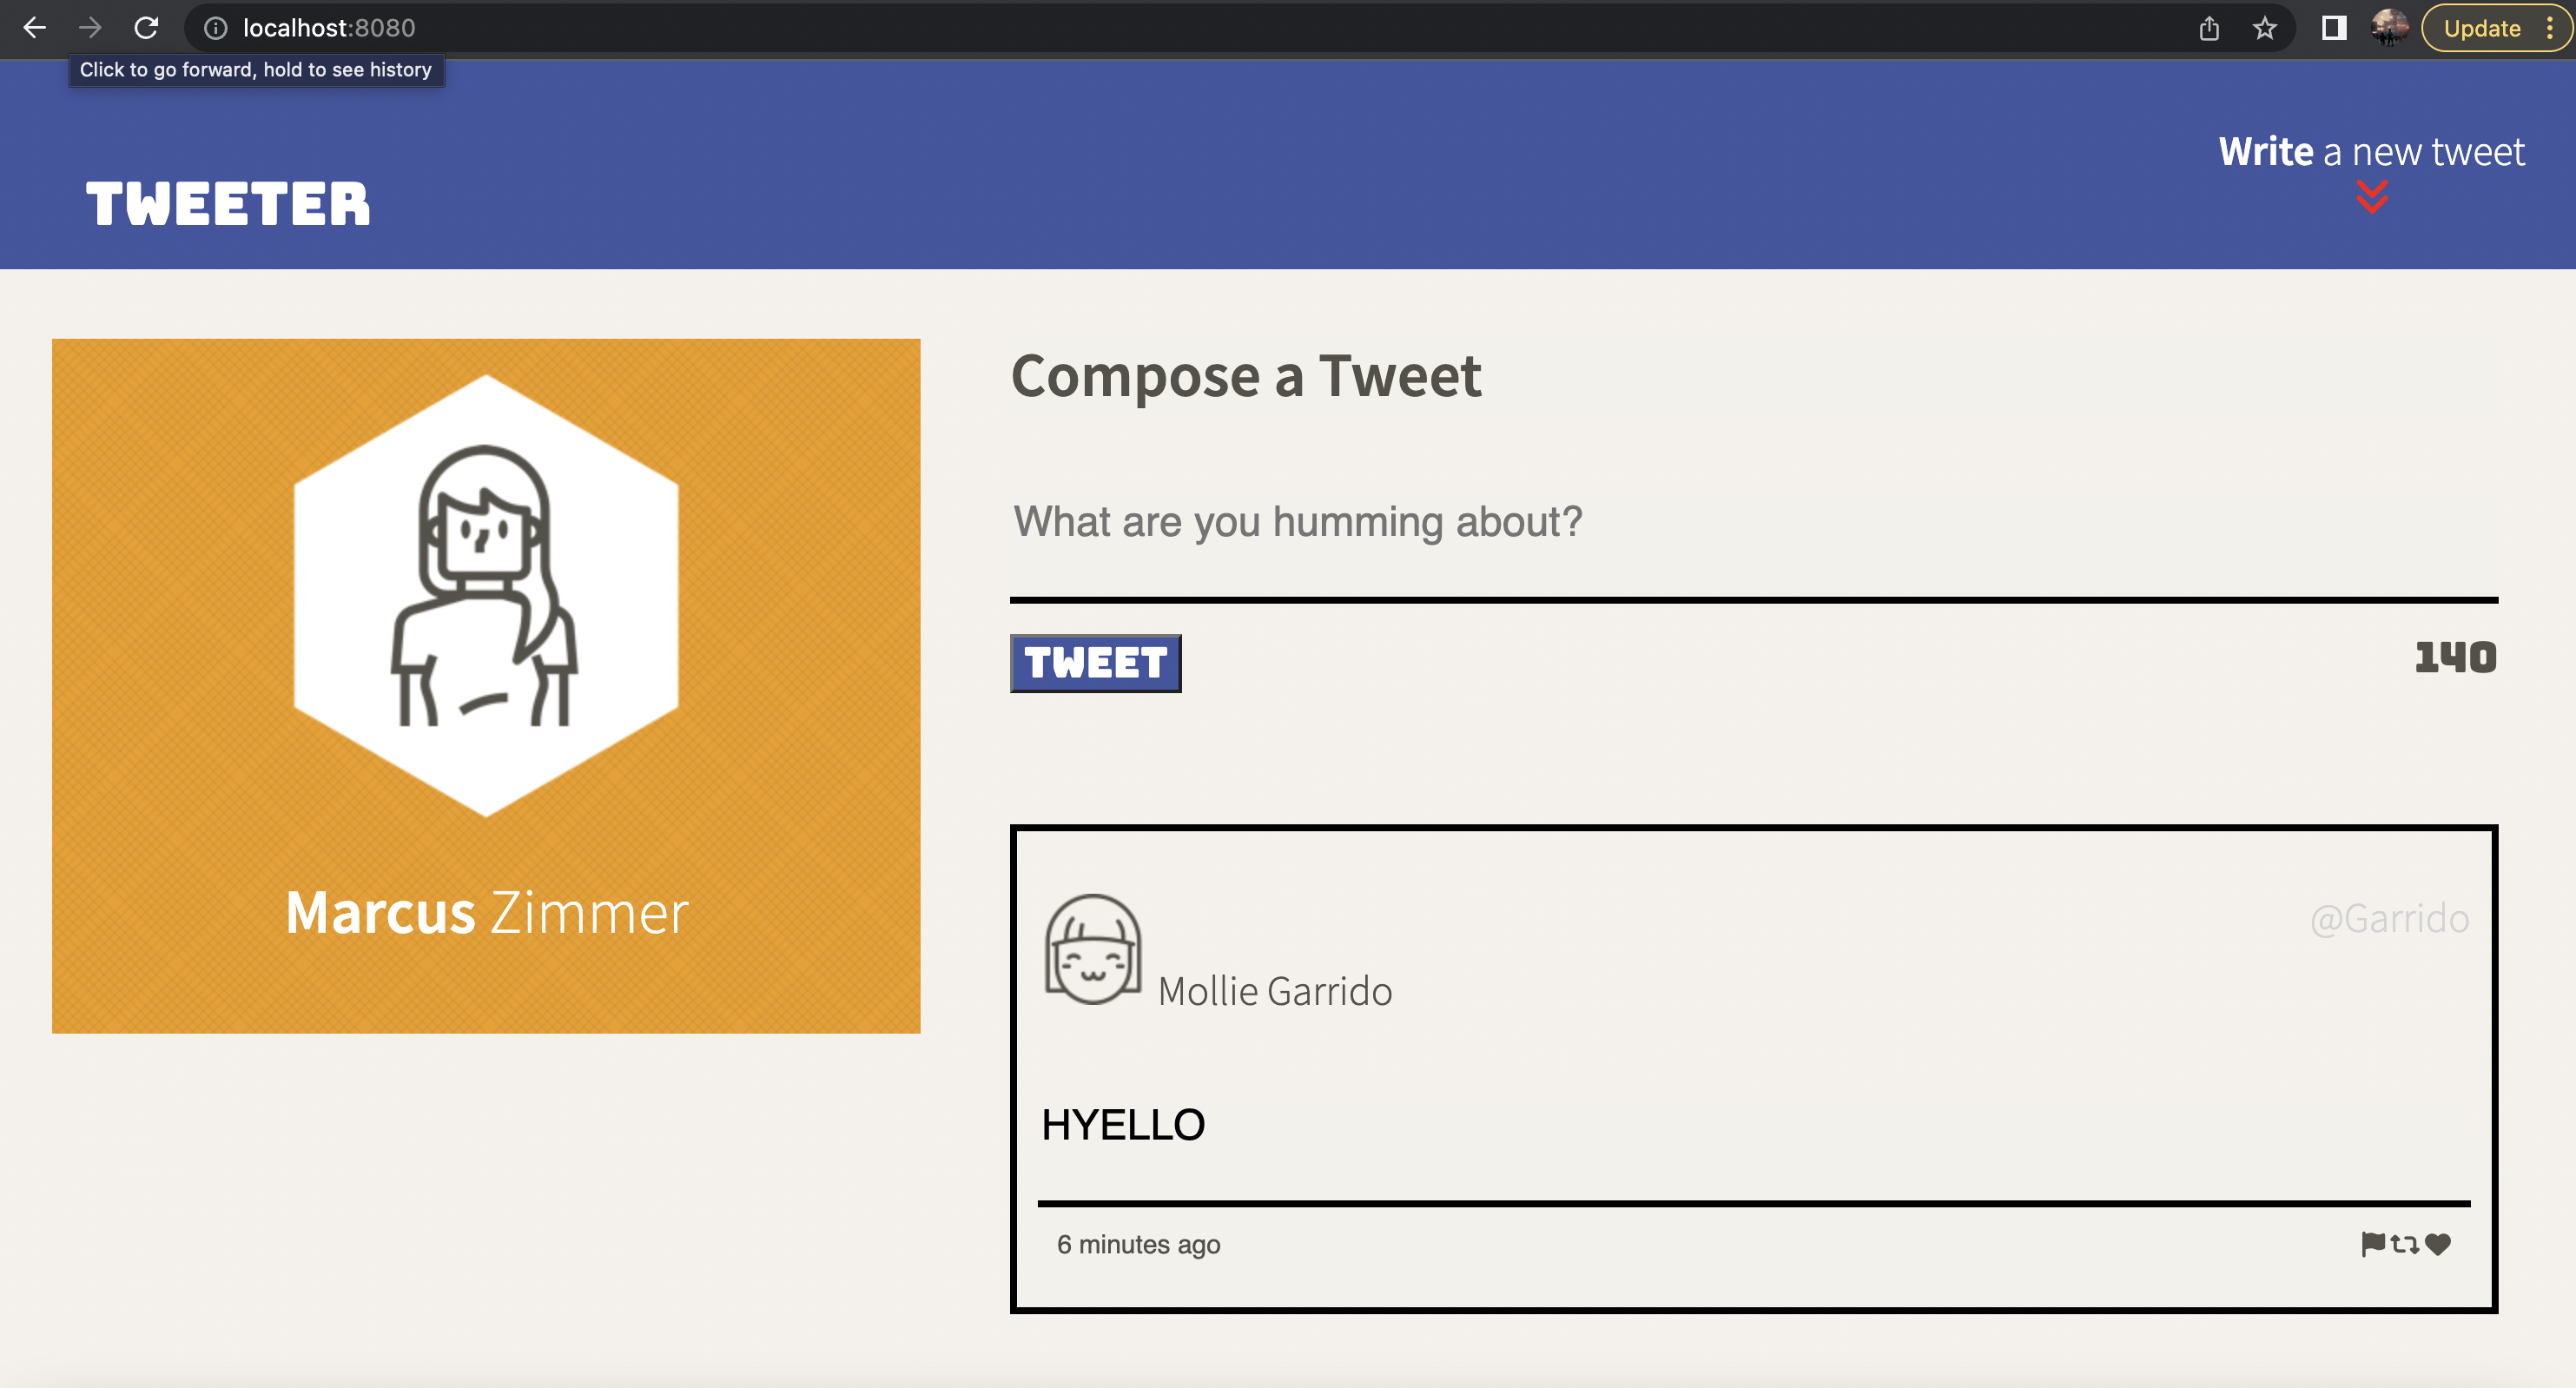 localhost:8080
Update
Click to go forward, hold to see history
Write a new tweet
TWEETER
Compose a Tweet
What are you humming about?
TWEET
140
Marcus Zimmer
@Garrido
Mollie Garrido
HYELLO
6 minutes ago